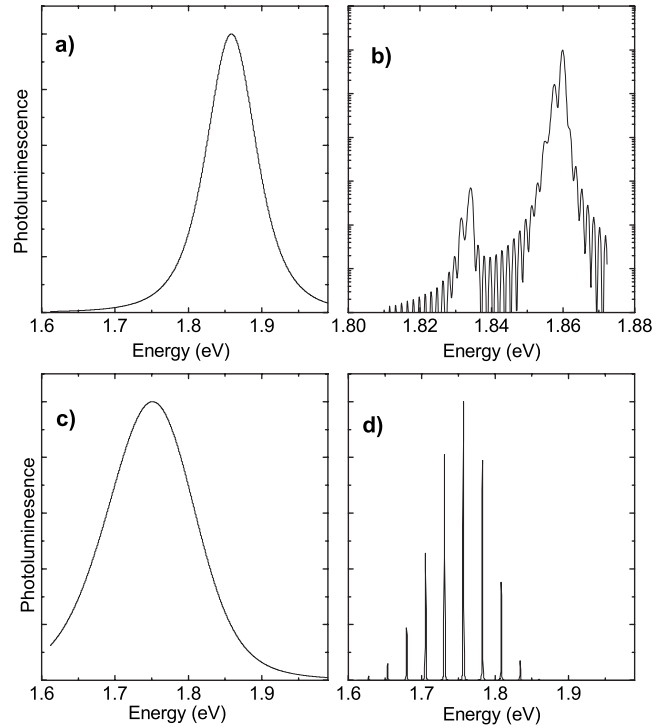 a)
b)
Photoluminescence
1.6 1.7 1.8 1.9
1.80 1.82 1.84 1.86 1.88
Energy (eV)
Energy (eV)
c)
d)
Photoluminesence
1.6 1.7 1.8 1.9
1.6 1.7 1.8 1.9
Energy (eV)
Energy (eV)